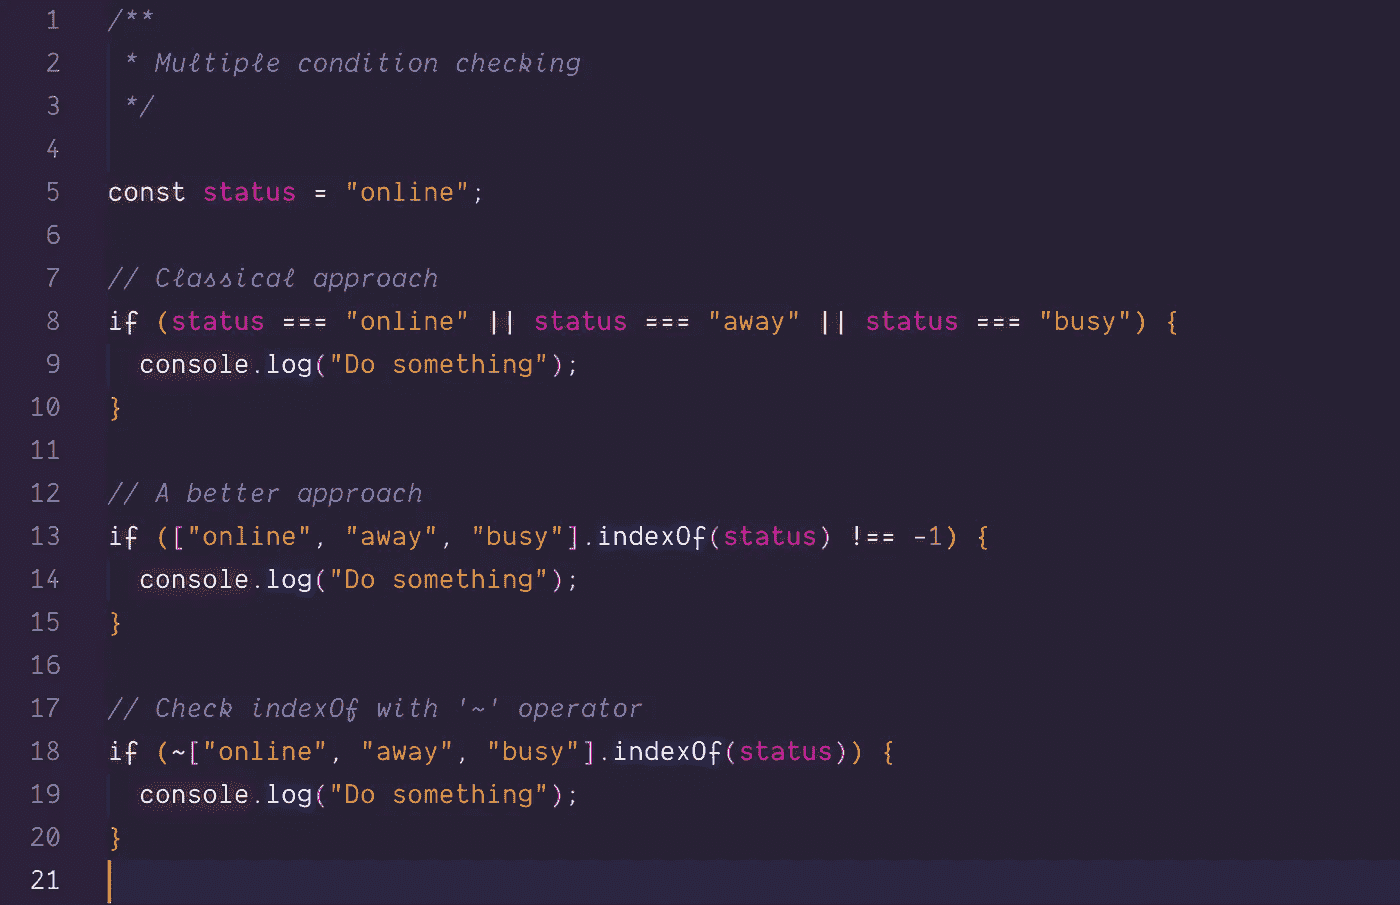 1 /**
2  * Multiple condition checking
3  */
4
5 const status = "online";
6
7 // Classical approach
8 if (status === "online" || status === "away" || status === "busy") {
9   console.log("Do something");
10 }
11
12 // A better approach
13 if (["online", "away", "busy"].indexOf(status) !== -1) {
14   console.log("Do something");
15 }
16
17 // Check indexOf with '~' operator
18 if (~["online", "away", "busy"].indexOf(status)) {
19   console.log("Do something");
20 }
21